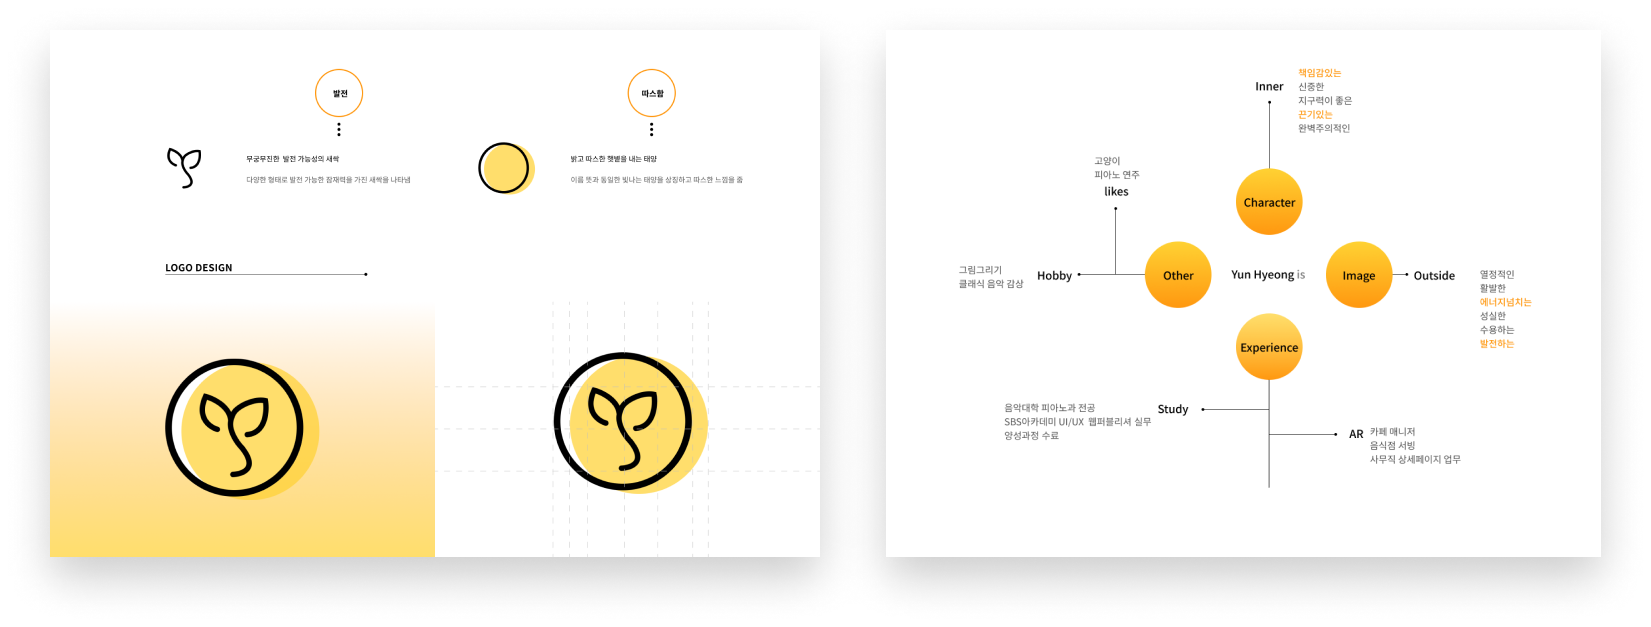 발전
무궁무진한 발전 가능성의 새싹
다양한 형태로 발전 가능한 잠재력을 가진 새싹을 나타냄
따스함
밝고 따스한 햇볕을 내는 태양
이름 뜻과 동일한 빛나는 태양을 상징하고 따스한 느낌을 줌
LOGO DESIGN
Inner
책임감있는
신중한
지구력이 좋은
끈기있는
완벽주의적인
고양이
피아노 연주
likes
Character
그림그리기
클래식 음악 감상
Hobby
Other
Yun Hyeong is
Image
Outside
열정적인
활발한
에너지넘치는
성실한
수용하는
발전하는
Experience
음악대학 피아노과 전공
SBS아카데미 UI/UX 웹퍼블리셔 실무
양성과정 수료
Study
AR
카페 매니저
음식점 서빙
사무직 상세페이지 업무